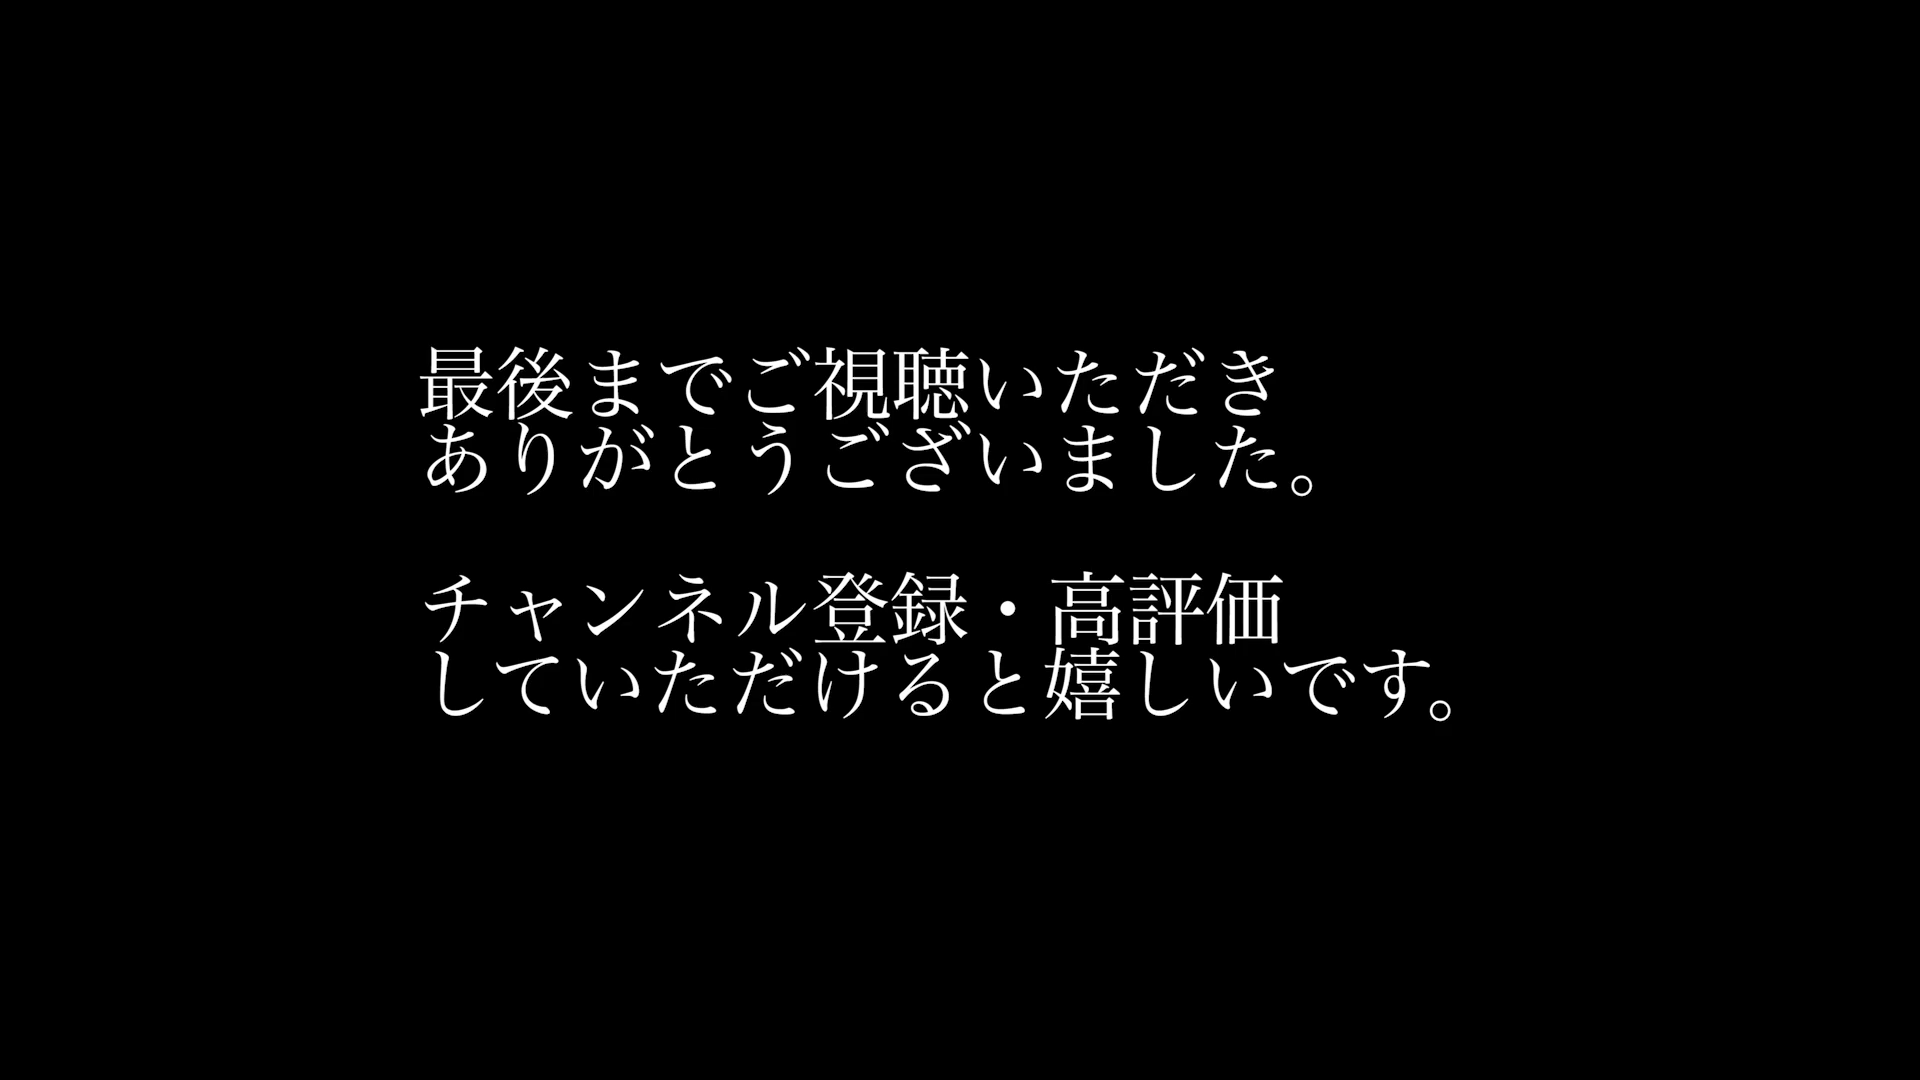 最後までご視聴いただき
ありがとうございました。
チャンネル登録・高評価
していただけると嬉しいです。